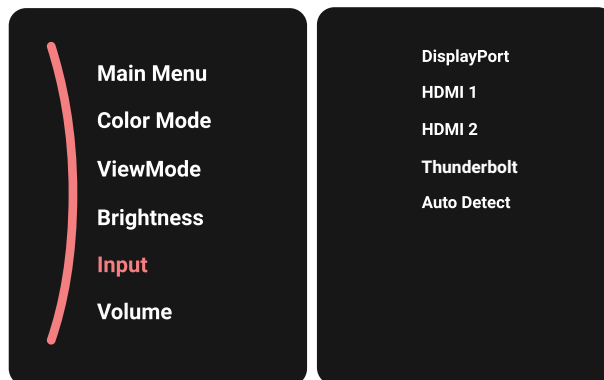 Main Menu
Color Mode
ViewMode
Brightness
Input
Volume
DisplayPort
HDMI 1
HDMI 2
Thunderbolt
Auto Detect